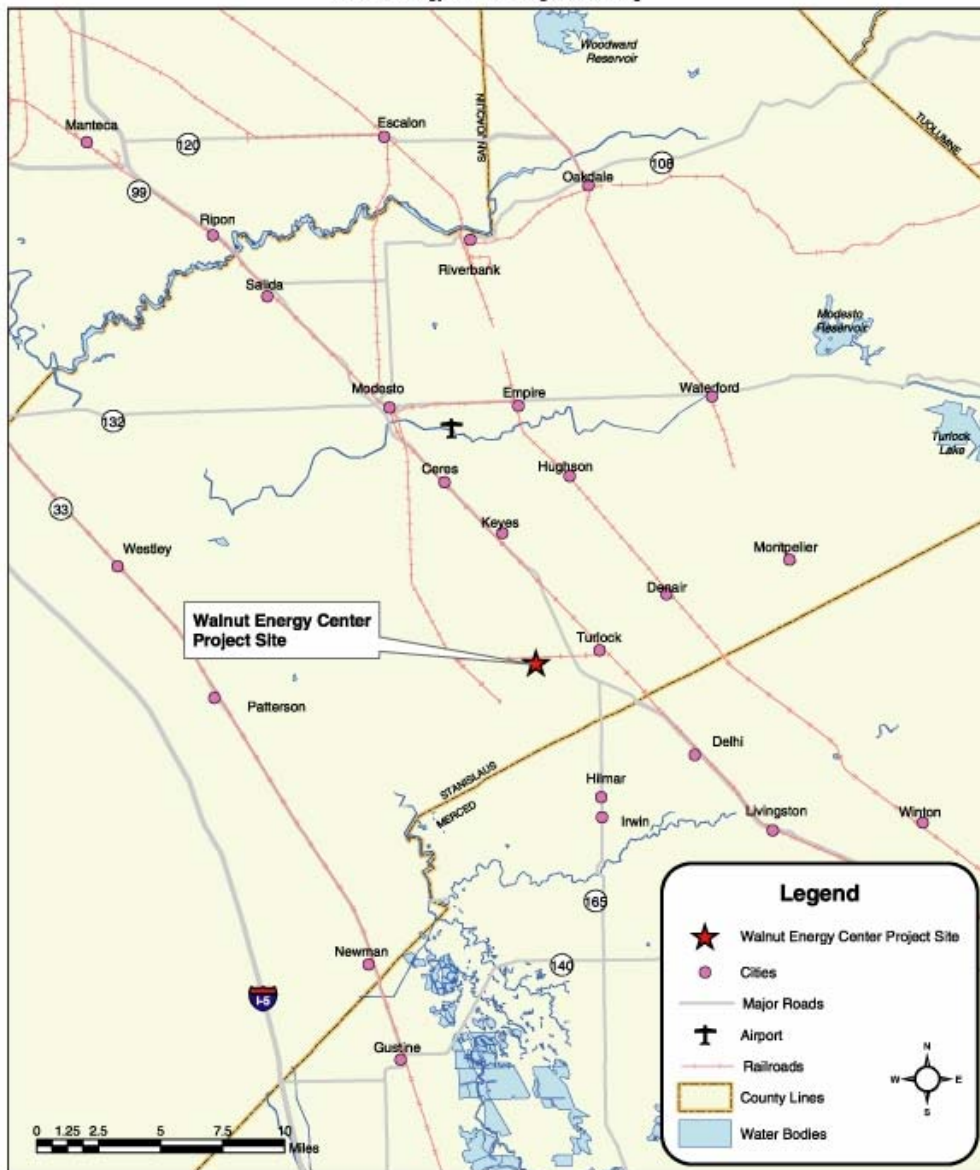 Woodward
Reservoir
SAN JOAQUIN
TUOLUMNE
Manteca
Escalon
120
108
99
Oakdale
Ripon
Riverbank
Salida
Modesto
Reservoir
Modesto
Empire
Waterford
132
Turlock
Lake
Ceres
Hughson
33
Keyes
Westley
Montpelier
Denair
Walnut Energy Center
Project Site
Turlock
Patterson
Delhi
STANISLAUS
MERCED
Hilmar
Irwin
Livingston
Winton
165
Newman
140
I-5
Gustine
Legend
Walnut Energy Center Project Site
Cities
Major Roads
Airport
Railroads
County Lines
Water Bodies
N
W E
S
0 1.25 2.5 5 7.5 10
Miles